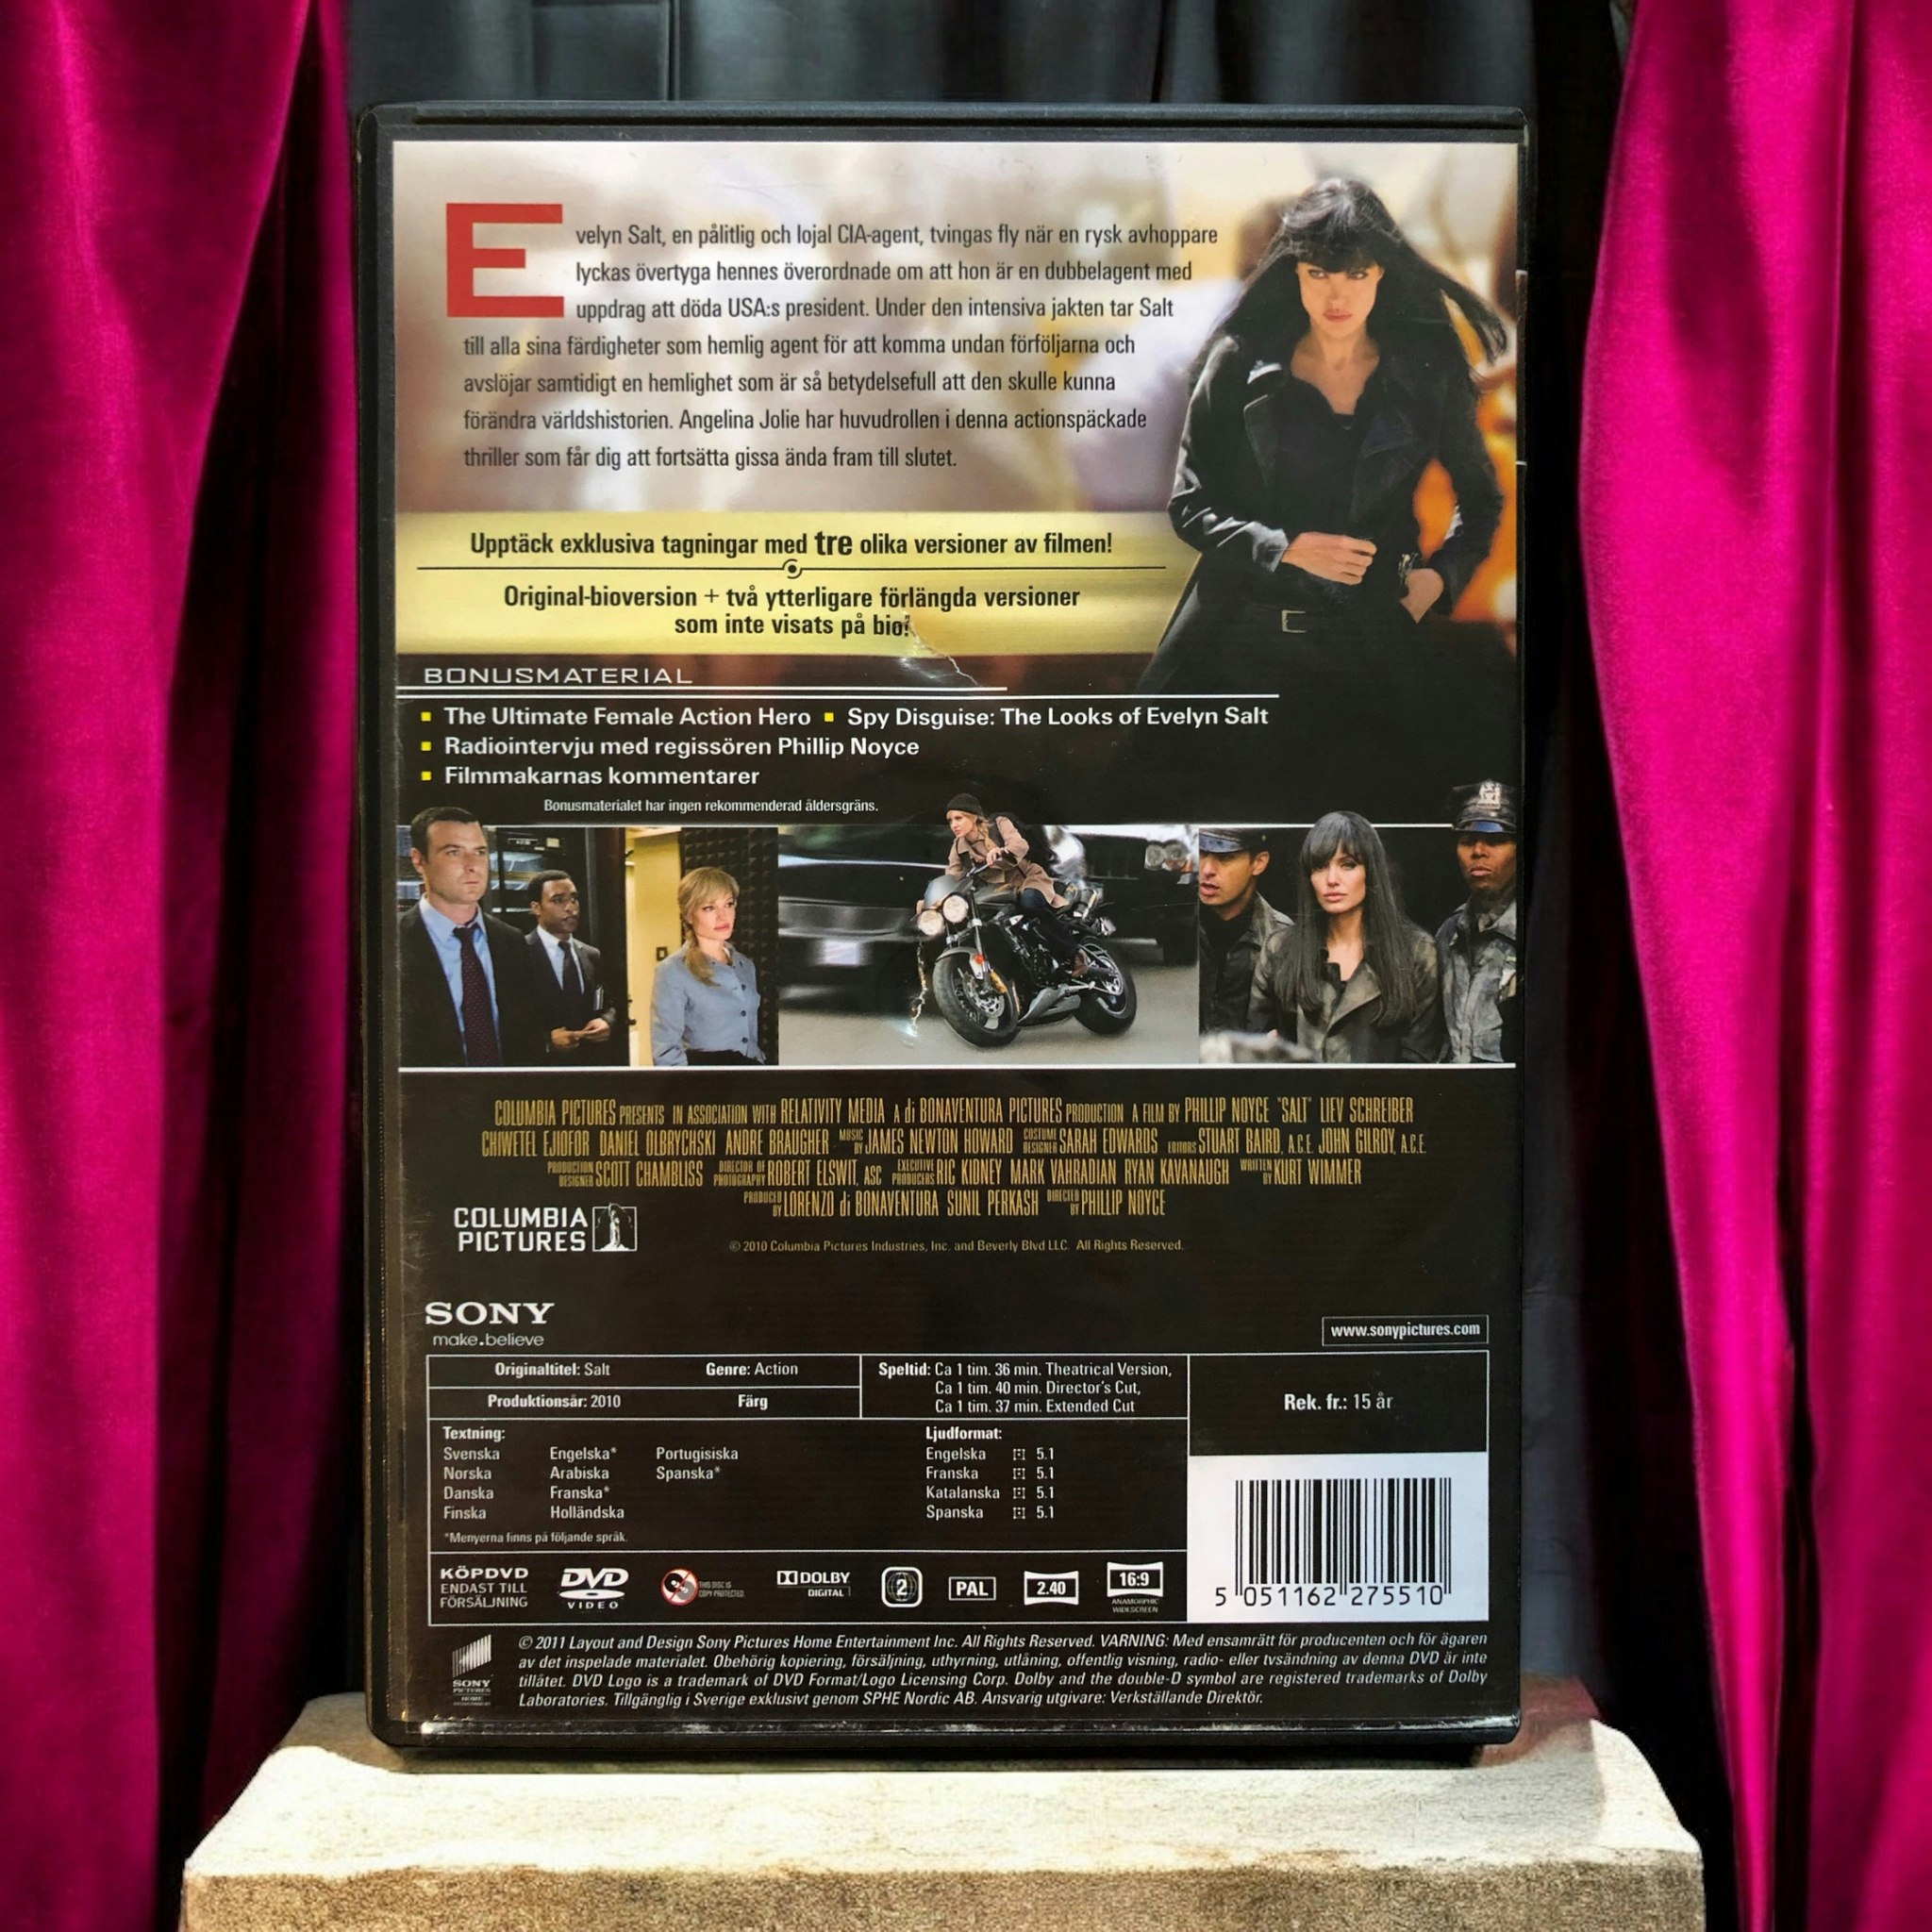 Evelyn Salt, en pålitlig och lojal CIA-agent, tvingas fly när en rysk avhoppare
lyckas övertyga hennes överordnade om att hon är en dubbelagent med
uppdrag att döda USA:s president. Under den intensiva jakten tar Salt
till alla sina färdigheter som hemlig agent för att komma undan förföljarna och
avslöjar samtidigt en hemlighet som är så betydelsefull att den skulle kunna
förändra världshistorien. Angelina Jolie har huvudrollen i denna actionspäckade
thriller som får dig att fortsätta gissa ända fram till slutet.
Upptäck exklusiva tagningar med tre olika versioner av filmen!
Original-bioversion + två ytterligare förlängda versioner
som inte visats på bio!
BONUSMATERIAL
▪ The Ultimate Female Action Hero ▪ Spy Disguise: The Looks of Evelyn Salt
▪ Radiointervju med regissören Phillip Noyce
▪ Filmmakarnas kommentarer
Bonusmaterialet har ingen rekommenderad åldersgräns.
COLUMBIA PICTURES PRESENTS IN ASSOCIATION WITH RELATIVITY MEDIA A di BONAVENTURA PICTURES PRODUCTION A FILM BY PHILLIP NOYCE "SALT" LIEV SCHREIBER
CHIWETEL EJIOFOR DANIEL OLBRYCHSKI ANDRE BRAUGHER MUSIC BY JAMES NEWTON HOWARD COSTUME DESIGNER SARAH EDWARDS EDITORS STUART BAIRD, A.C.E. JOHN GILROY, A.C.E.
PRODUCTION DESIGNER SCOTT CHAMBLISS DIRECTOR OF PHOTOGRAPHY ROBERT ELSWIT, ASC EXECUTIVE PRODUCERS RIC KIDNEY MARK VAHRADIAN RYAN KAVANAUGH WRITTEN BY KURT WIMMER
PRODUCED BY LORENZO di BONAVENTURA SUNIL PERKASH DIRECTED BY PHILLIP NOYCE
COLUMBIA
PICTURES
© 2010 Columbia Pictures Industries, Inc. and Beverly Blvd LLC. All Rights Reserved.
SONY
make.believe
www.sonypictures.com
Originaltitel: Salt Genre: Action
Produktionsår: 2010 Färg
Speltid: Ca 1 tim. 36 min. Theatrical Version,
Ca 1 tim. 40 min. Director's Cut,
Ca 1 tim. 37 min. Extended Cut
Rek. fr.: 15 år
Textning:
Svenska Engelska* Portugisiska
Norska Arabiska Spanska*
Danska Franska*
Finska Holländska
*Menyerna finns på följande språk.
Ljudformat:
Engelska 5.1
Franska 5.1
Katalanska 5.1
Spanska 5.1
KÖPDVD
ENDAST TILL
FÖRSÄLJNING
DVD
VIDEO
THIS DISC IS
COPY PROTECTED.
DOLBY
DIGITAL
2
PAL
2.40
16:9
ANAMORPHIC
WIDESCREEN
5 051162 275510
SONY
PICTURES
HOME
© 2011 Layout and Design Sony Pictures Home Entertainment Inc. All Rights Reserved. VARNING: Med ensamrätt för producenten och för ägaren
av det inspelade materialet. Obehörig kopiering, försäljning, uthyrning, utlåning, offentlig visning, radio- eller tvsändning av denna DVD är inte
tillåtet. DVD Logo is a trademark of DVD Format/Logo Licensing Corp. Dolby and the double-D symbol are registered trademarks of Dolby
Laboratories. Tillgänglig i Sverige exklusivt genom SPHE Nordic AB. Ansvarig utgivare: Verkställande Direktör.